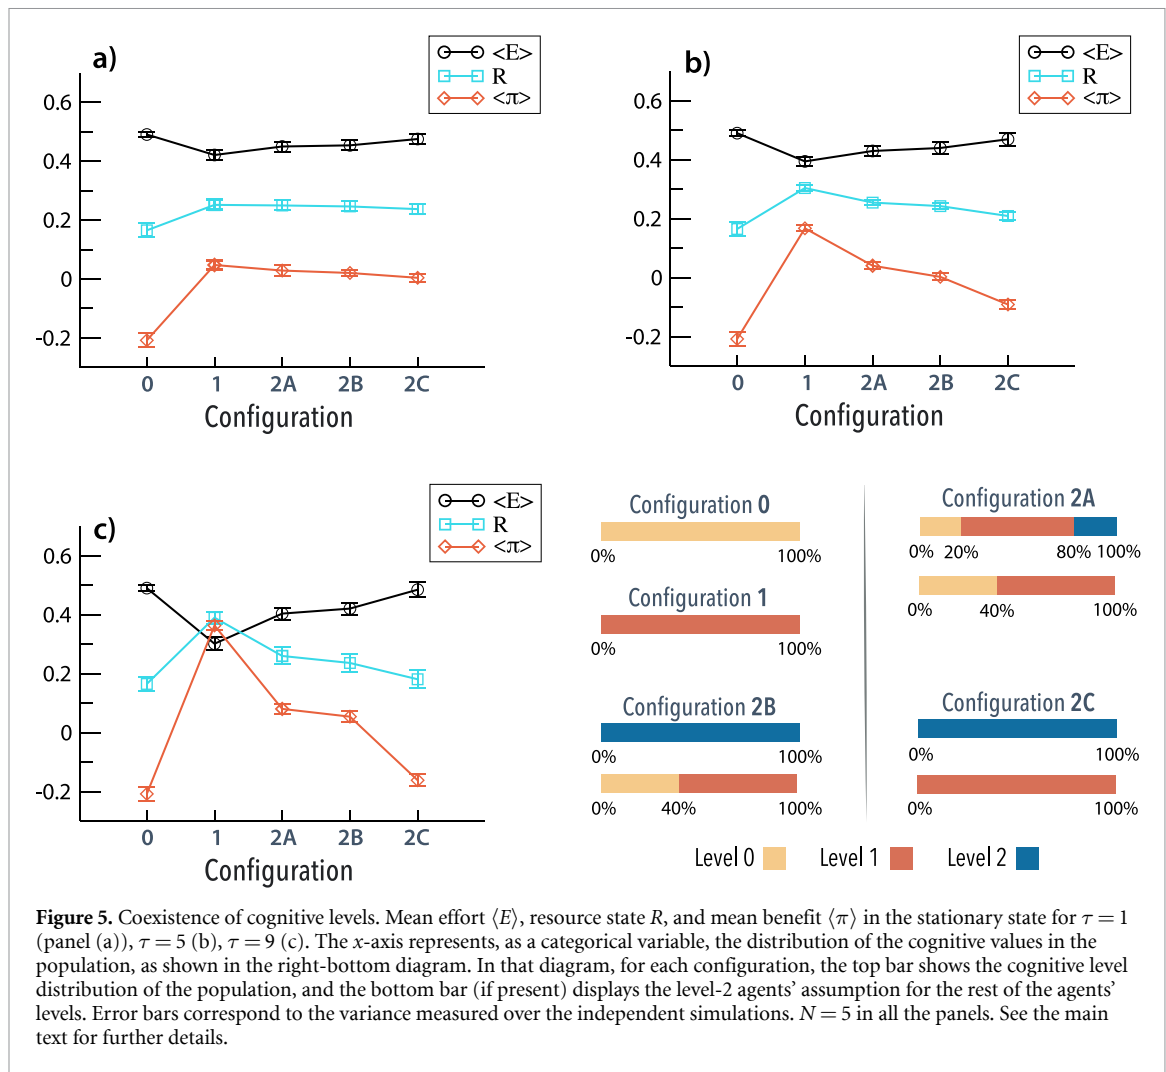 a)
<E>
R
<π>
0.6
0.4
0.2
0
-0.2
0 1 2A 2B 2C
Configuration
b)
<E>
R
<π>
0.6
0.4
0.2
0
-0.2
0 1 2A 2B 2C
Configuration
c)
<E>
R
<π>
0.6
0.4
0.2
0
-0.2
0 1 2A 2B 2C
Configuration
Configuration 0
0% 100%
Configuration 1
0% 100%
Configuration 2B
0% 100%
0% 40% 100%
Configuration 2A
0% 20% 80% 100%
0% 40% 100%
Configuration 2C
0% 100%
0% 100%
Level 0 Level 1 Level 2
Figure 5. Coexistence of cognitive levels. Mean effort ⟨E⟩, resource state R, and mean benefit ⟨π⟩ in the stationary state for τ = 1
(panel (a)), τ = 5 (b), τ = 9 (c). The x-axis represents, as a categorical variable, the distribution of the cognitive values in the
population, as shown in the right-bottom diagram. In that diagram, for each configuration, the top bar shows the cognitive level
distribution of the population, and the bottom bar (if present) displays the level-2 agents’ assumption for the rest of the agents’
levels. Error bars correspond to the variance measured over the independent simulations. N = 5 in all the panels. See the main
text for further details.